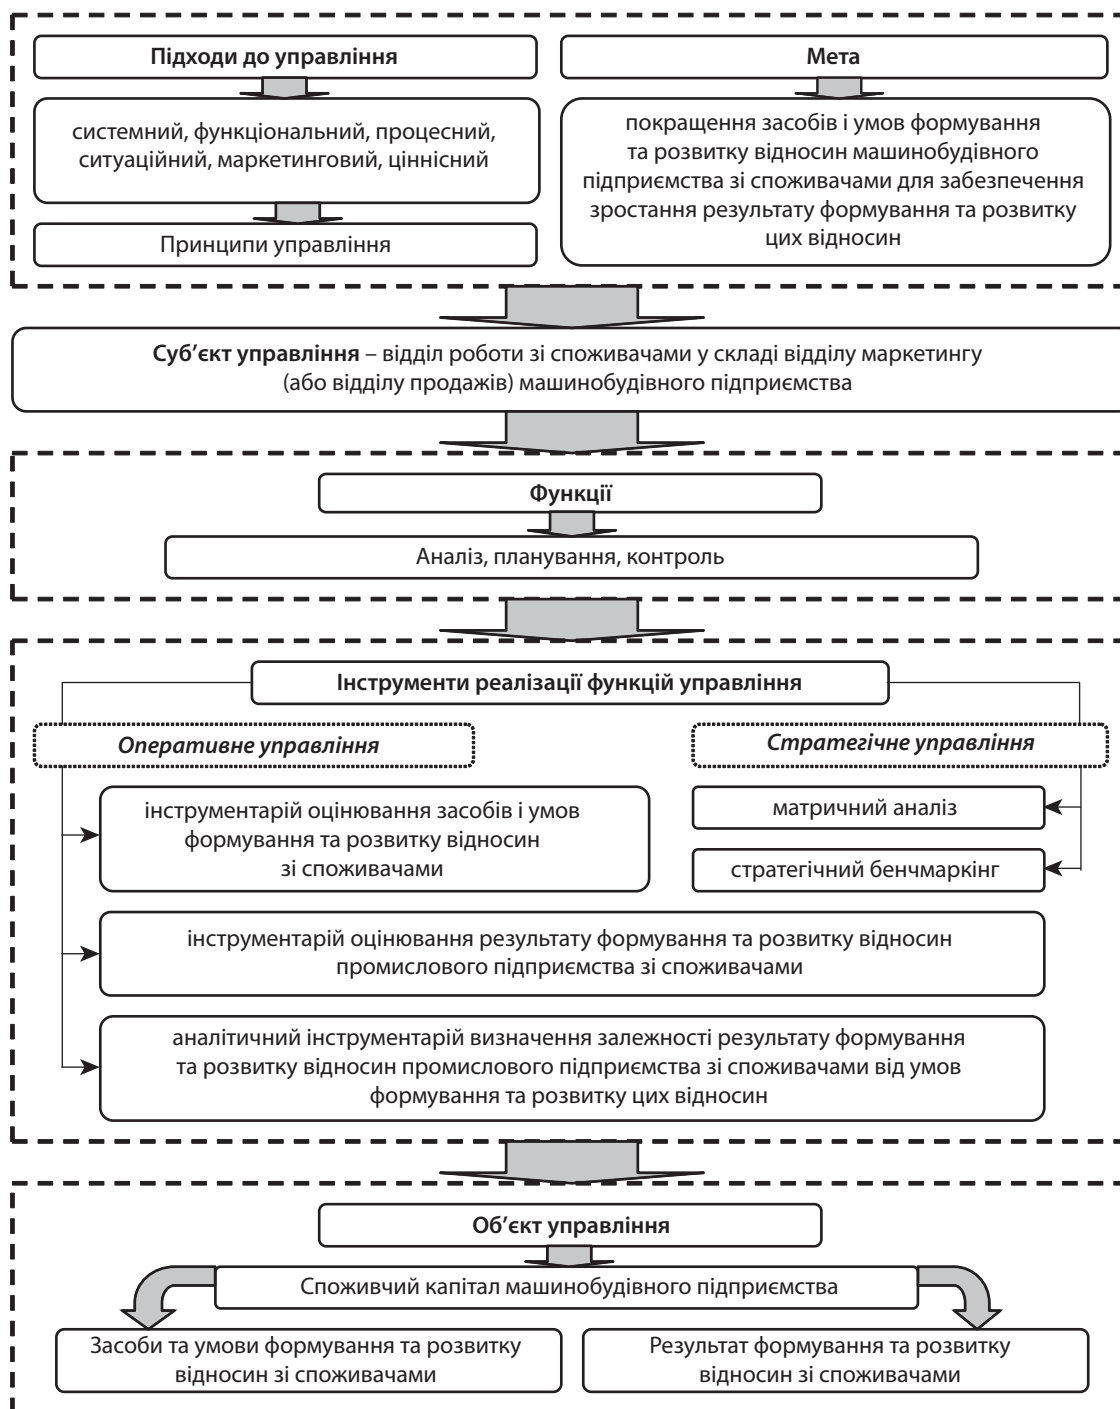 Підходи до управління
системний, функціональний, процесний,
ситуаційний, маркетинговий, ціннісний
Принципи управління
Мета
покращення засобів і умов формування
та розвитку відносин машинобудівного
підприємства зі споживачами для забезпечення
зростання результату формування та розвитку
цих відносин
Суб’єкт управління – відділ роботи зі споживачами у складі відділу маркетингу
(або відділу продажів) машинобудівного підприємства
Функції
Аналіз, планування, контроль
Інструменти реалізації функцій управління
Оперативне управління
Стратегічне управління
інструментарій оцінювання засобів і умов
формування та розвитку відносин
зі споживачами
матричний аналіз
стратегічний бенчмаркінг
інструментарій оцінювання результату формування та розвитку відносин
промислового підприємства зі споживачами
аналітичний інструментарій визначення залежності результату формування
та розвитку відносин промислового підприємства зі споживачами від умов
формування та розвитку цих відносин
Об’єкт управління
Споживчий капітал машинобудівного підприємства
Засоби та умови формування та розвитку
відносин зі споживачами
Результат формування та розвитку
відносин зі споживачами